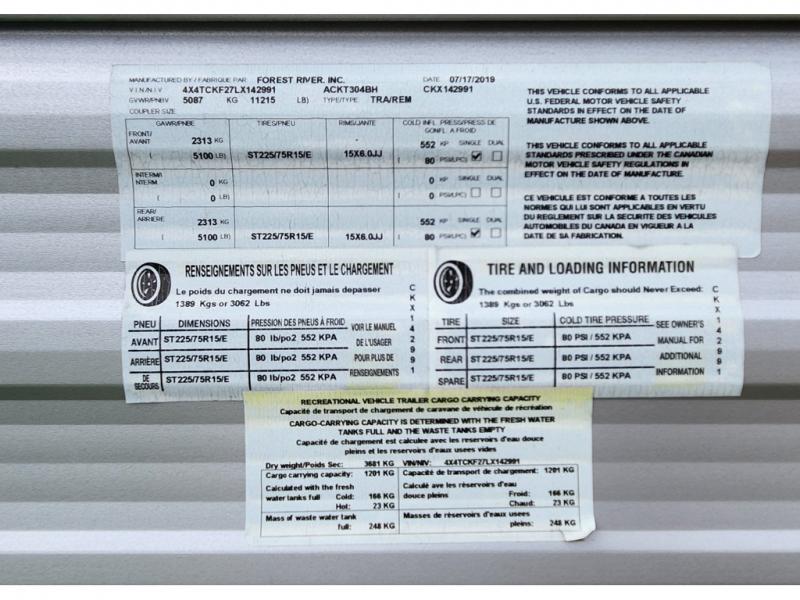 MANUFACTURED BY / FABRIQUE PAR FOREST RIVER, INC. DATE 07/17/2019
V.I.N/N.I.V 4X4TCKF27LX142991 ACKT304BH CKX142991
GVWR/PNBV 5087 KG 11215 LB) TYPE/TYPE TRA/REM
COUPLER SIZE
GAWR/PNBE TIRES/PNEU RIMS/JANTE COLD INFL. PRESS/PRESS DE GONFL. A FROID
FRONT/ AVANT 2313 KG 552 KP SINGLE DUAL
( 5100 LB) ST225/75R15/E 15X6.0JJ ( 80 PSI/LPC)
INTERM/ INTERM 0 KG 0 KP SINGLE DUAL
( 0 LB) ( 0 PSI/LPC)
REAR/ ARRIÈRE 2313 KG 552 KP SINGLE DUAL
( 5100 LB) ST225/75R15/E 15X6.0JJ ( 80 PSI/LPC)
THIS VEHICLE CONFORMS TO ALL APPLICABLE
U.S. FEDERAL MOTOR VEHICLE SAFETY
STANDARDS IN EFFECT ON THE DATE OF
MANUFACTURE SHOWN ABOVE.
THIS VEHICLE CONFORMS TO ALL APPLICABLE
STANDARDS PRESCRIBED UNDER THE CANADIAN
MOTOR VEHICLE SAFETY REGULATIONS IN
EFFECT ON THE DATE OF MANUFACTURE.
CE VEHICULE EST CONFORME A TOUTES LES
NORMES QUI LUI SONT APPLICABLES EN VERTU
DU REGLEMENT SUR LA SECURITE DES VEHICULES
AUTOMOBILES DU CANADA EN VIGUEUR A LA
DATE DE SA FABRICATION.
RENSEIGNEMENTS SUR LES PNEUS ET LE CHARGEMENT
Le poids du chargement ne doit jamais depasser
1389 Kgs or 3062 Lbs
PNEU DIMENSIONS PRESSION DES PNEUS À FROID
AVANT ST225/75R15/E 80 lb/po2 552 KPA
ARRIÈRE ST225/75R15/E 80 lb/po2 552 KPA
DE SECOURS ST225/75R15/E 80 lb/po2 552 KPA
VOIR LE MANUEL
DE L'USAGER
POUR PLUS DE
RENSEIGNEMENTS
CKX142991
TIRE AND LOADING INFORMATION
The combined weight of Cargo should Never Exceed:
1389 Kgs or 3062 Lbs
TIRE SIZE COLD TIRE PRESSURE
FRONT ST225/75R15/E 80 PSI / 552 KPA
REAR ST225/75R15/E 80 PSI / 552 KPA
SPARE ST225/75R15/E 80 PSI / 552 KPA
SEE OWNER'S
MANUAL FOR
ADDITIONAL
INFORMATION
CKX142991
RECREATIONAL VEHICLE TRAILER CARGO CARRYING CAPACITY
Capacité de transport de chargement de caravane de véhicule de récréation
CARGO-CARRYING CAPACITY IS DETERMINED WITH THE FRESH WATER
TANKS FULL AND THE WASTE TANKS EMPTY
Capacité de chargement est calculee avec les reservoirs d'eau douce
pleins et les reservoirs d'eaux usees vides
Dry weight/Poids Sec: 3681 KG VIN/NIV: 4X4TCKF27LX142991
Cargo carrying capacity: 1201 KG Capacité de transport de chargement: 1201 KG
Calculated with the fresh Calculé ave les réservoirs d'eau
water tanks full Cold: 166 KG douce pleins Froid: 166 KG
Hot: 23 KG Chaud: 23 KG
Mass of waste water tank Masses de réservoirs d'eaux usees
full: 248 KG pleins: 248 KG